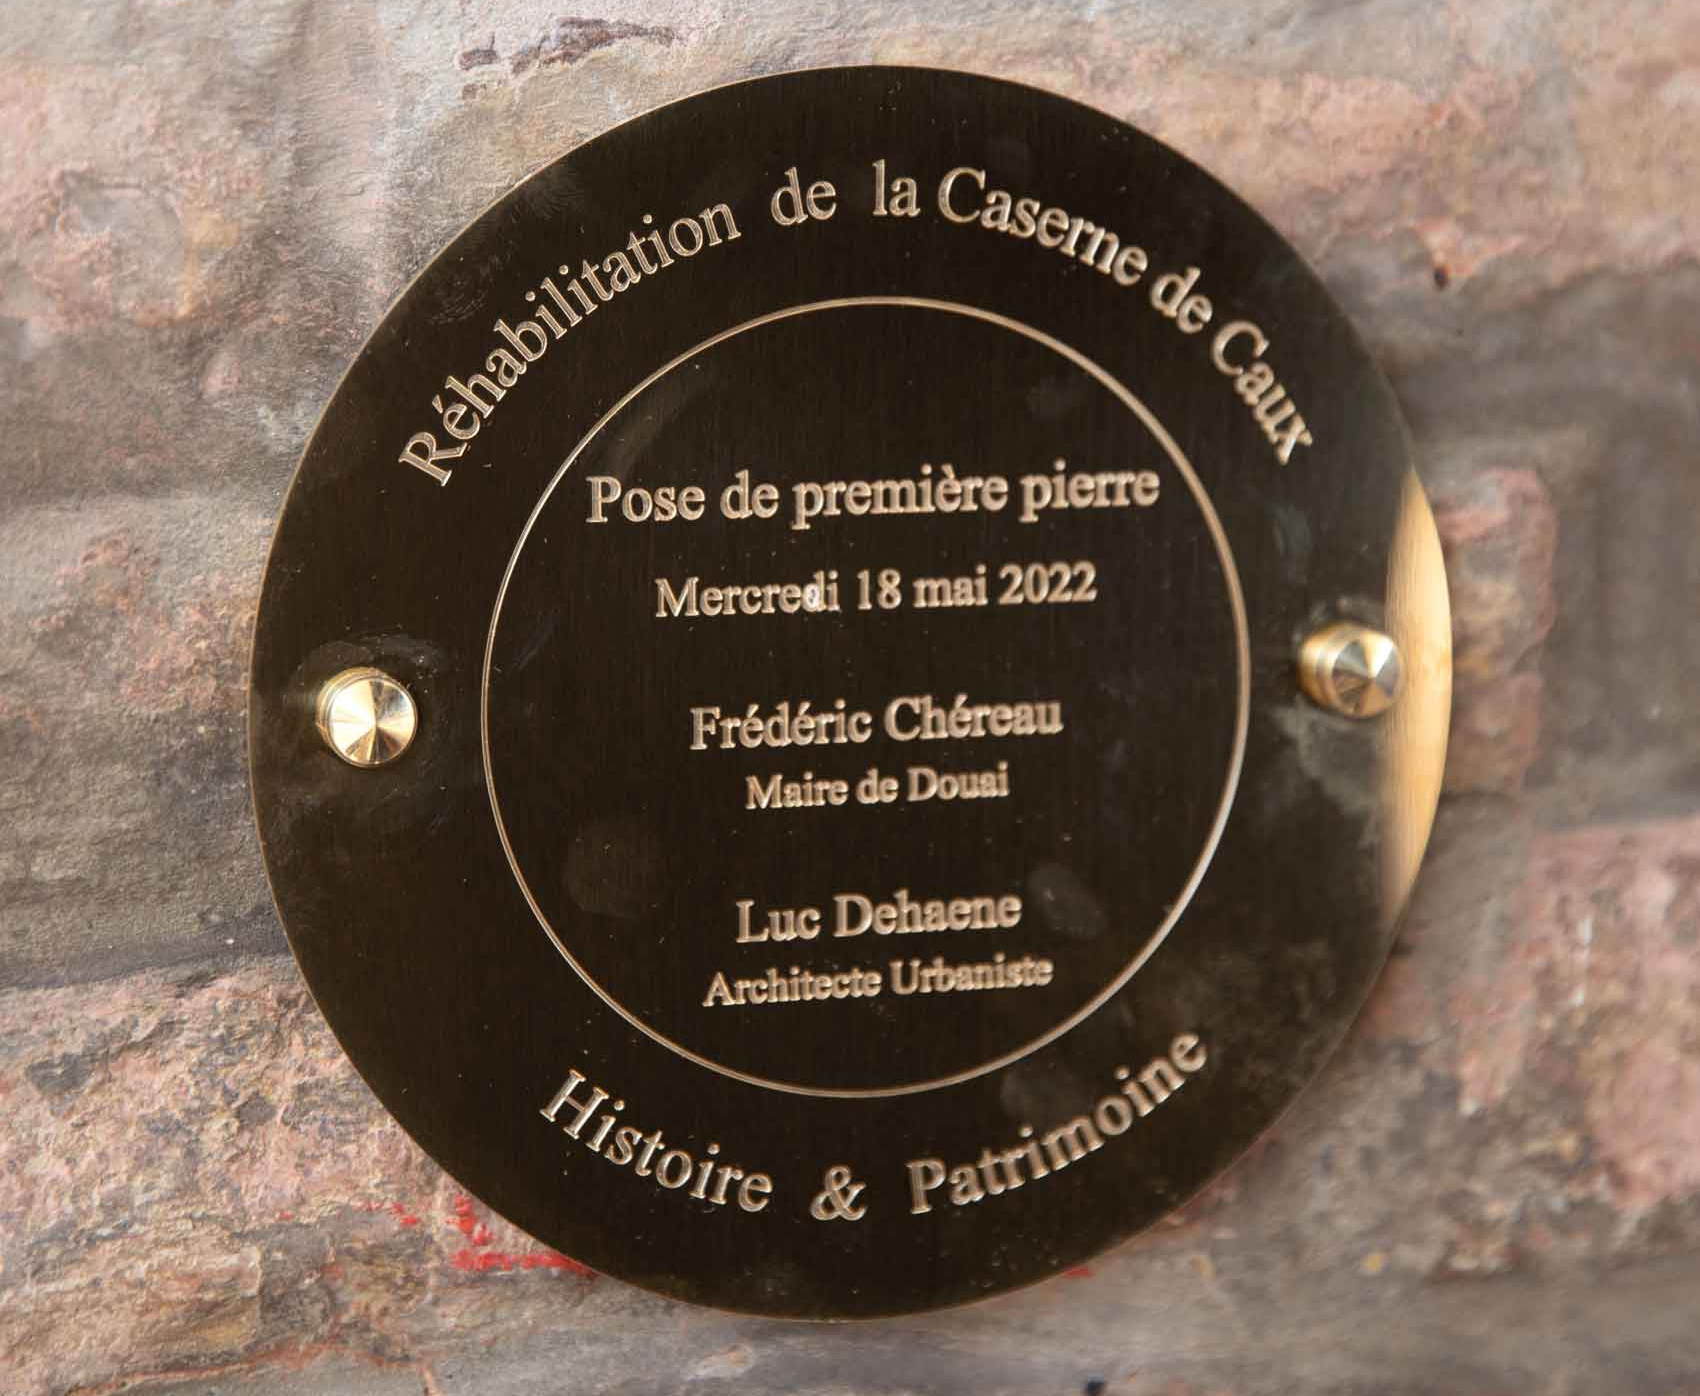 Réhabilitation de la Caserne de Caux
Pose de première pierre
Mercredi 18 mai 2022
Frédéric Chéreau
Maire de Douai
Luc Dehaene
Architecte Urbaniste
Histoire & Patrimoine